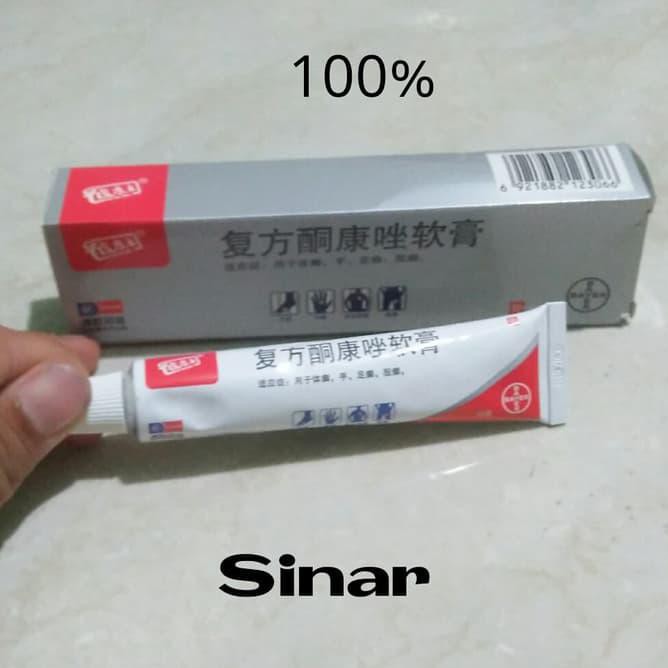 100%
6 921882 123066
复方酮康唑软膏
适应症：用于体癣，手、足癣，股癣。
BAYER
复方酮康唑软膏
适应症：用于体癣，手、足癣，股癣。
BAYER
Sinar